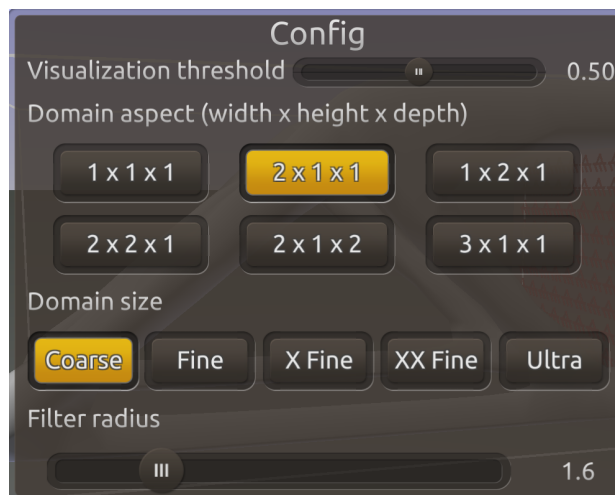 Config
Visualization threshold 0.50
Domain aspect (width x height x depth)
1 x 1 x 1 2 x 1 x 1 1 x 2 x 1
2 x 2 x 1 2 x 1 x 2 3 x 1 x 1
Domain size
Coarse Fine X Fine XX Fine Ultra
Filter radius
1.6